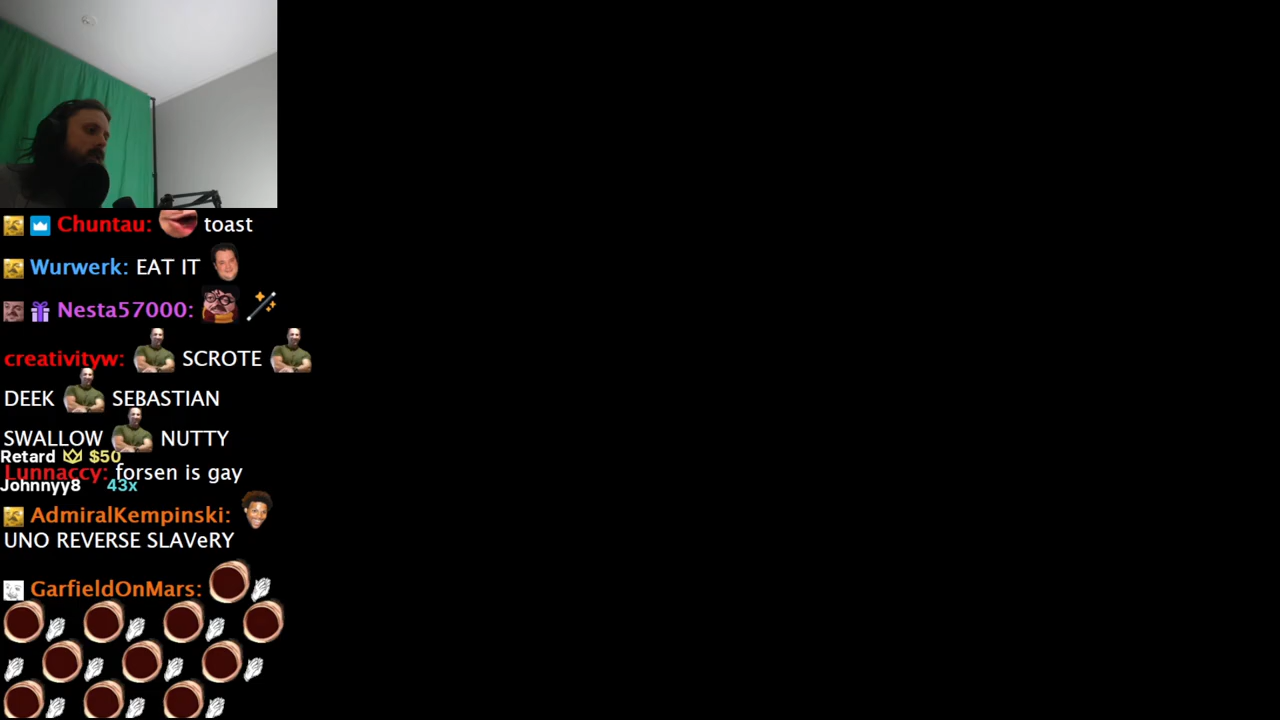 Chuntau: toast
Wurwerk: EAT IT
Nesta57000:
creativityw: SCROTE
DEEK SEBASTIAN
SWALLOW NUTTY
Retard $50
Lunnaccy: forsen is gay
Johnnyy8 43x
AdmiralKempinski:
UNO REVERSE SLAVeRY
GarfieldOnMars: